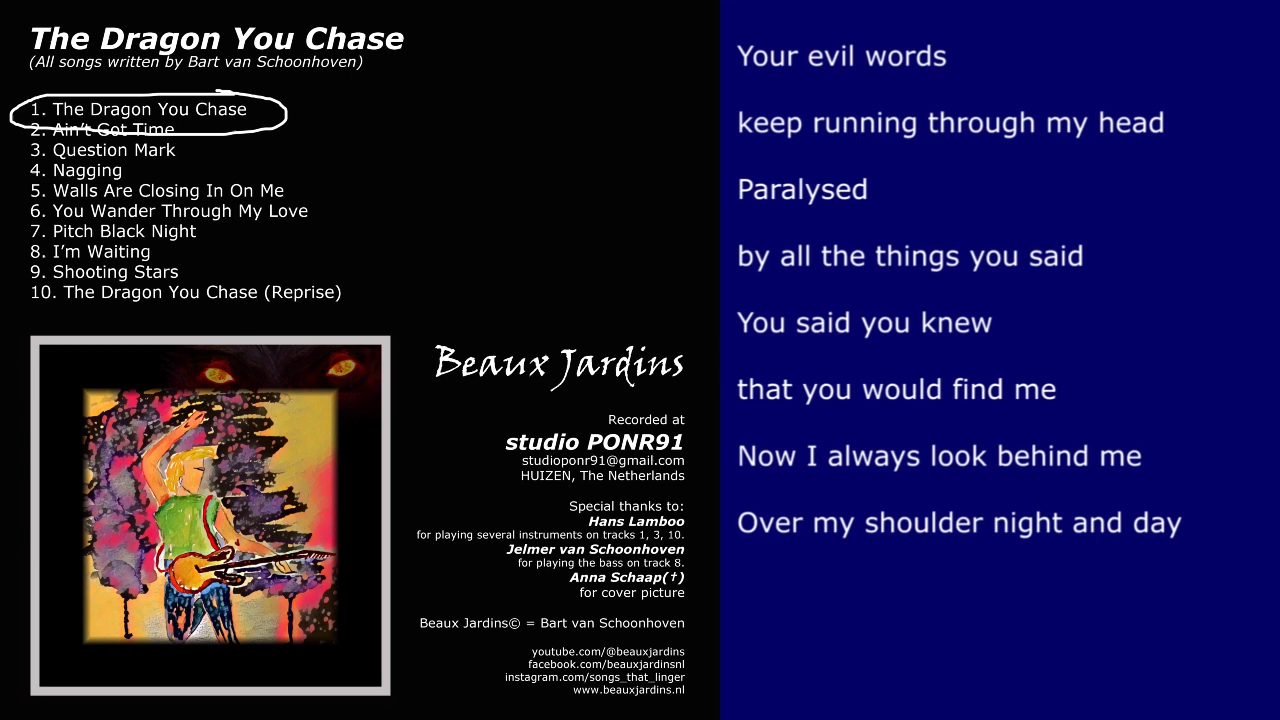 The Dragon You Chase
(All songs written by Bart van Schoonhoven)
1. The Dragon You Chase
2. Ain't Got Time
3. Question Mark
4. Nagging
5. Walls Are Closing In On Me
6. You Wander Through My Love
7. Pitch Black Night
8. I'm Waiting
9. Shooting Stars
10. The Dragon You Chase (Reprise)
Beaux Jardins
Recorded at
studio PONR91
studioponr91@gmail.com
HUIZEN, The Netherlands
Special thanks to:
Hans Lamboo
for playing several instruments on tracks 1, 3, 10.
Jelmer van Schoonhoven
for playing the bass on track 8.
Anna Schaap(†)
for cover picture
Beaux Jardins© = Bart van Schoonhoven
youtube.com/@beauxjardins
facebook.com/beauxjardinsnl
instagram.com/songs_that_linger
www.beauxjardins.nl
Your evil words
keep running through my head
Paralysed
by all the things you said
You said you knew
that you would find me
Now I always look behind me
Over my shoulder night and day